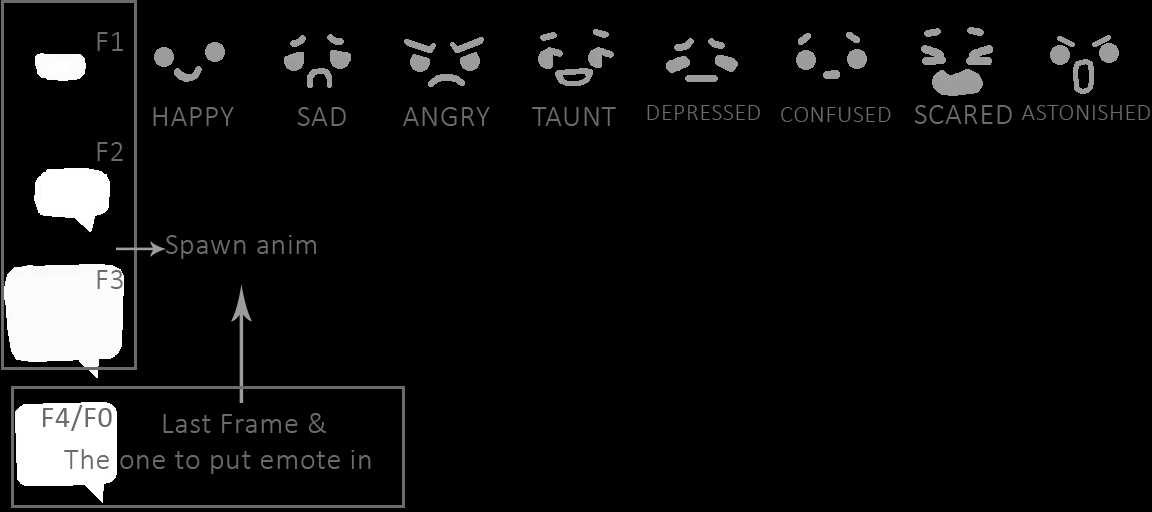 F1
HAPPY SAD ANGRY TAUNT DEPRESSED CONFUSED SCARED ASTONISHED
F2
Spawn anim
F3
F4/F0
Last Frame &
The one to put emote in